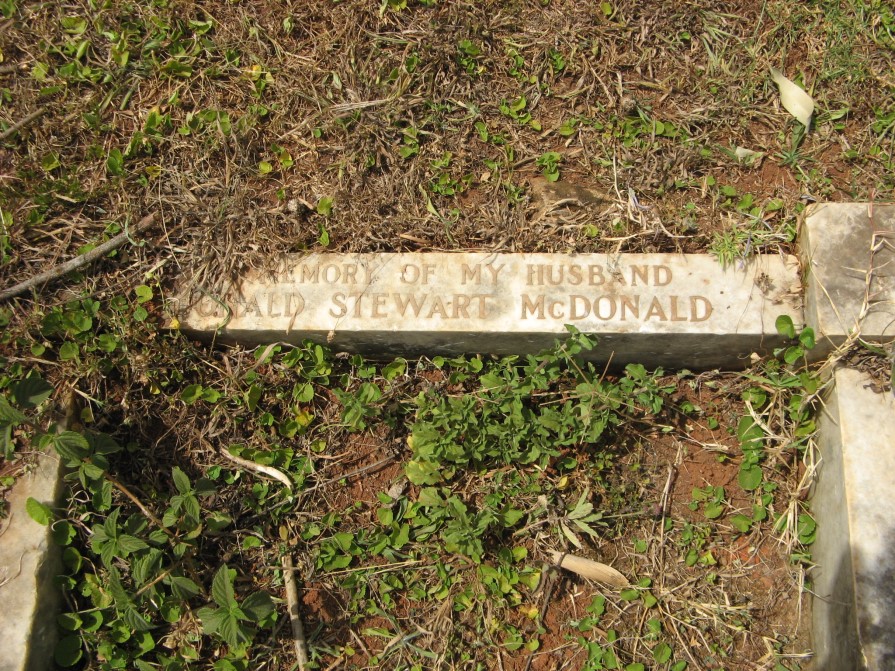 MEMORY OF MY HUSBAND
STEWART MCDONALD